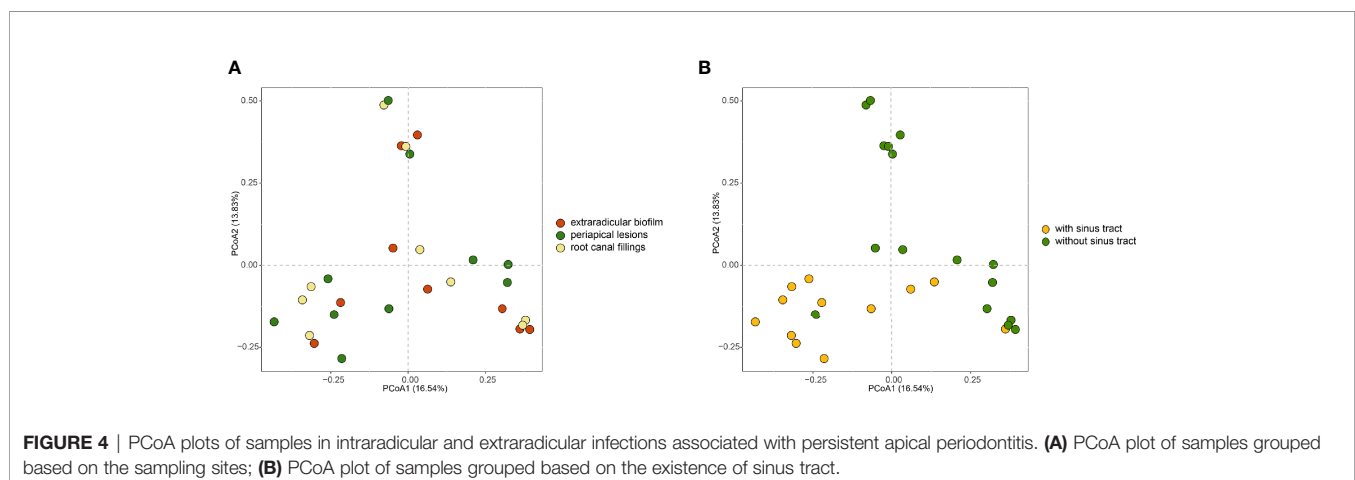 A
B
0.50
0.25
0.00
−0.25
PCoA2 (13.83%)
−0.25
0.00
0.25
PCoA1 (16.54%)
extraradicular biofilm
periapical lesions
root canal fillings
0.50
0.25
0.00
−0.25
PCoA2 (13.83%)
−0.25
0.00
0.25
PCoA1 (16.54%)
with sinus tract
without sinus tract
FIGURE 4 | PCoA plots of samples in intraradicular and extraradicular infections associated with persistent apical periodontitis. (A) PCoA plot of samples grouped
based on the sampling sites; (B) PCoA plot of samples grouped based on the existence of sinus tract.